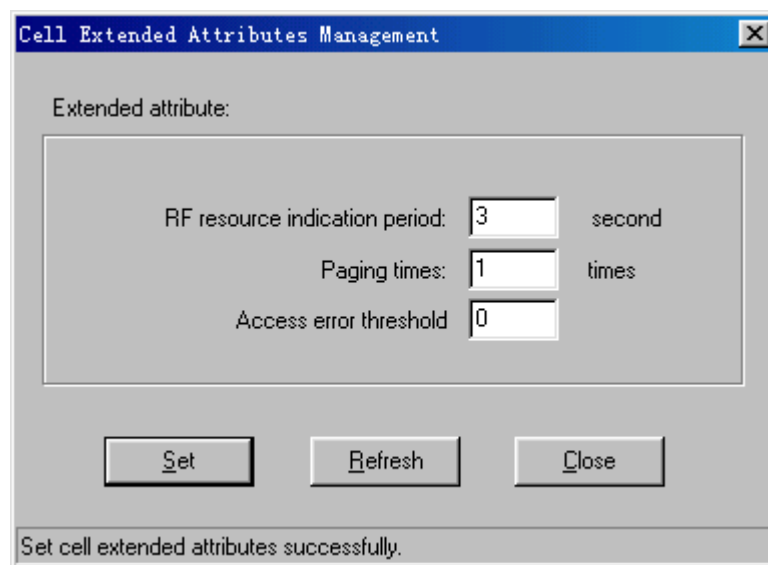 Cell Extended Attributes Management
Extended attribute:
RF resource indication period: 3 second
Paging times: 1 times
Access error threshold 0
Set Refresh Close
Set cell extended attributes successfully.